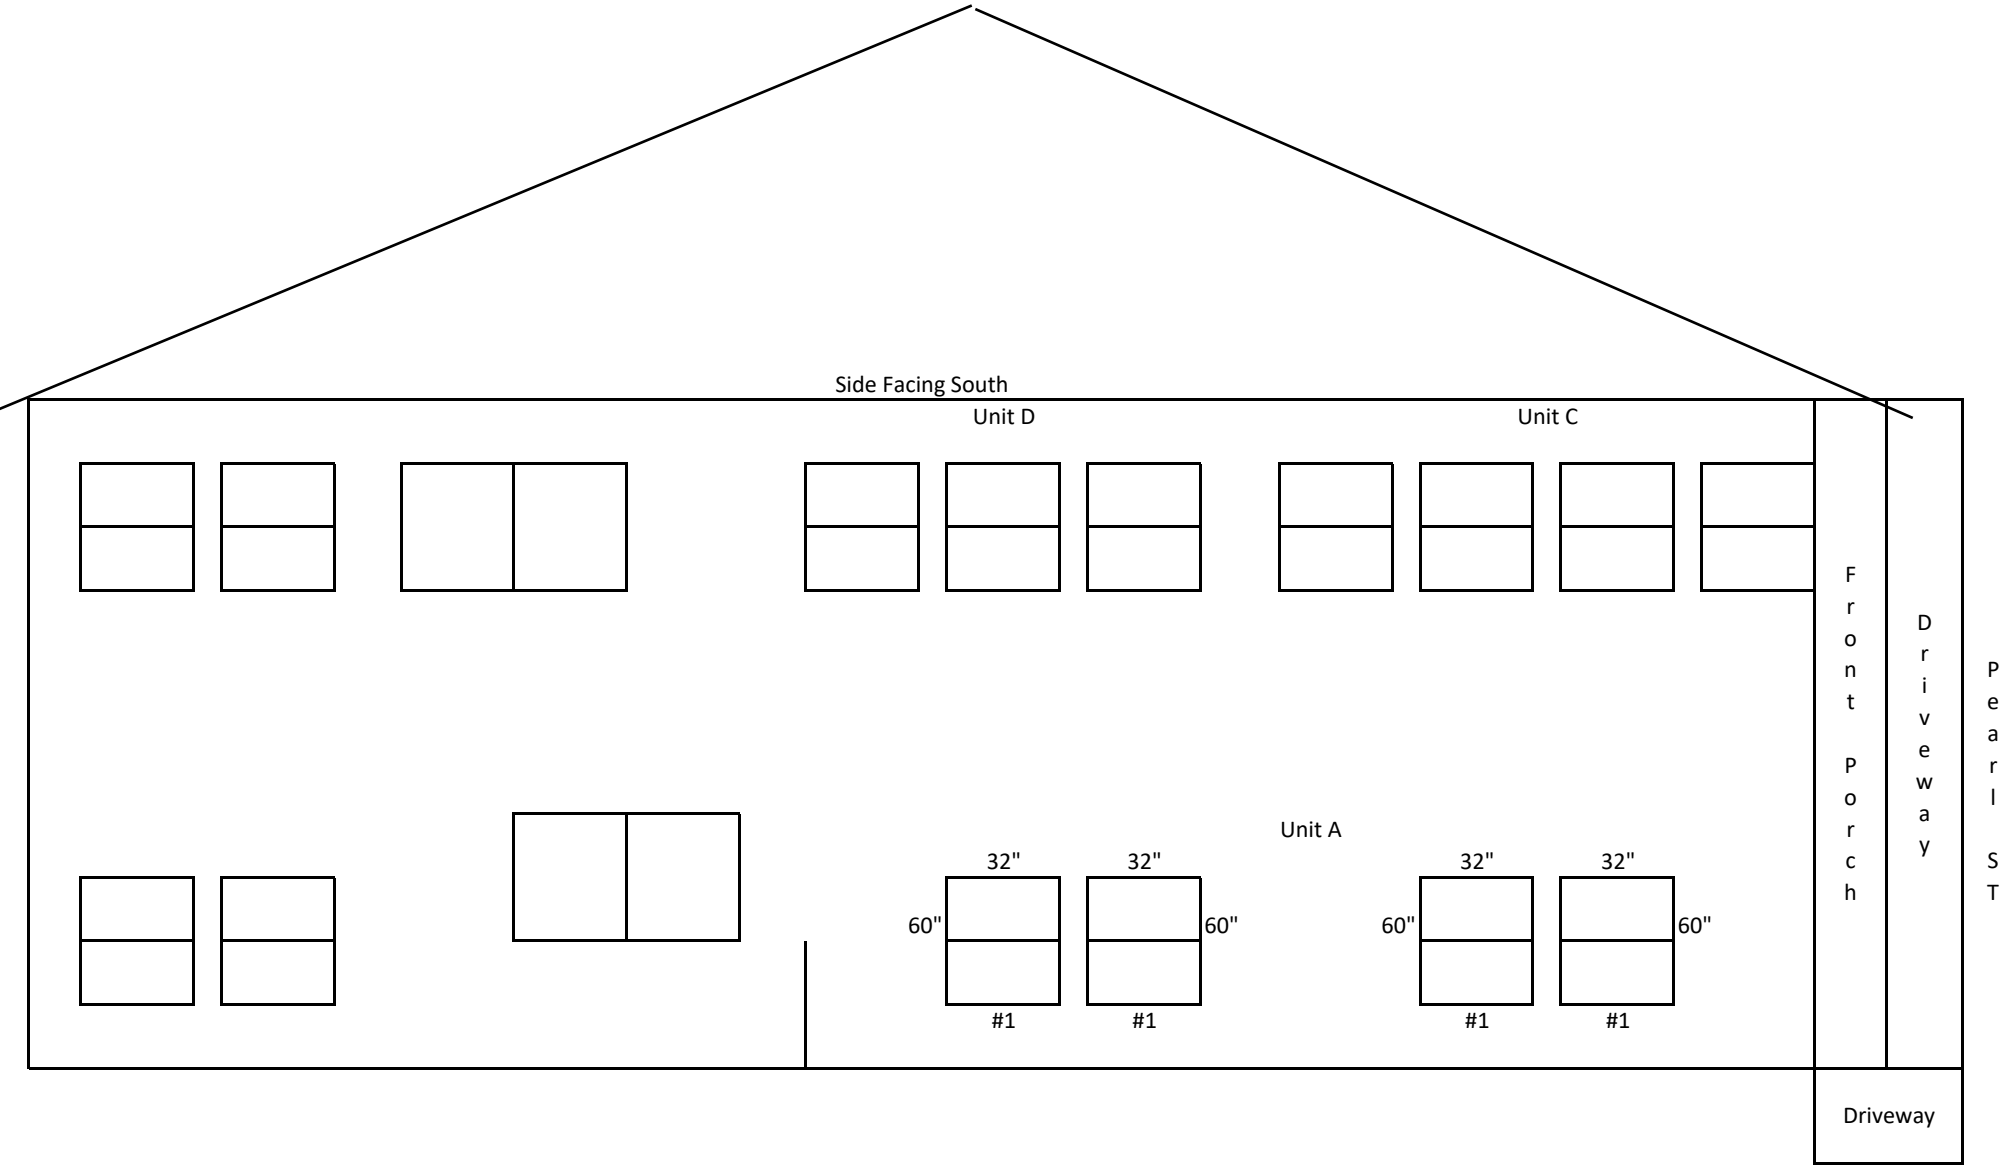 Side Facing South
Unit D
Unit C
Front Porch
Driveway
Pearl ST
Unit A
32"
32"
32"
32"
60"
60"
60"
60"
#1
#1
#1
#1
Driveway